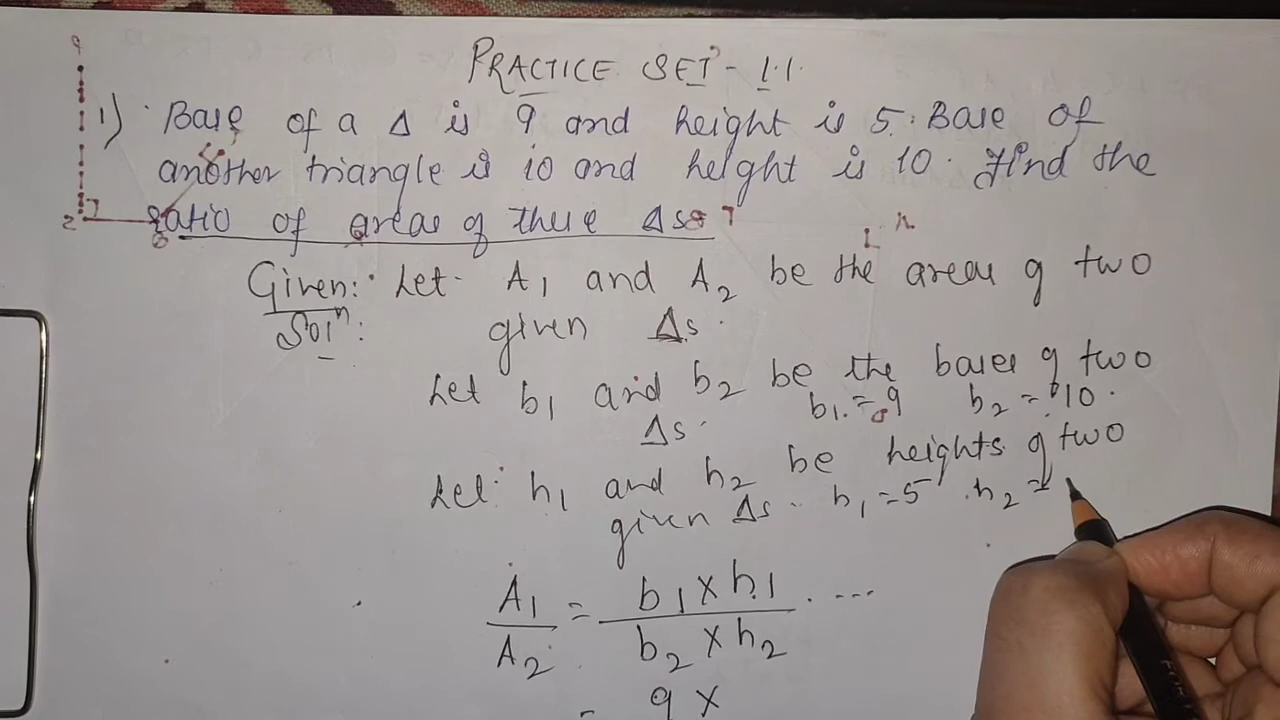 PRACTICE SET - 1.1.
1) Base of a Δ is 9 and height is 5. Base of
another triangle is 10 and height is 10. Find the
ratio of areas of these Δs
Given: Let A1 and A2 be the areas of two
Solⁿ: given Δs.
Let b1 and b2 be the bases of two
Δs. b1 = 9 b2 = 10.
Let h1 and h2 be heights of two
given Δs. h1 = 5 h2 =
A1/A2 = b1 x h1 / b2 x h2 ....
= 9 x